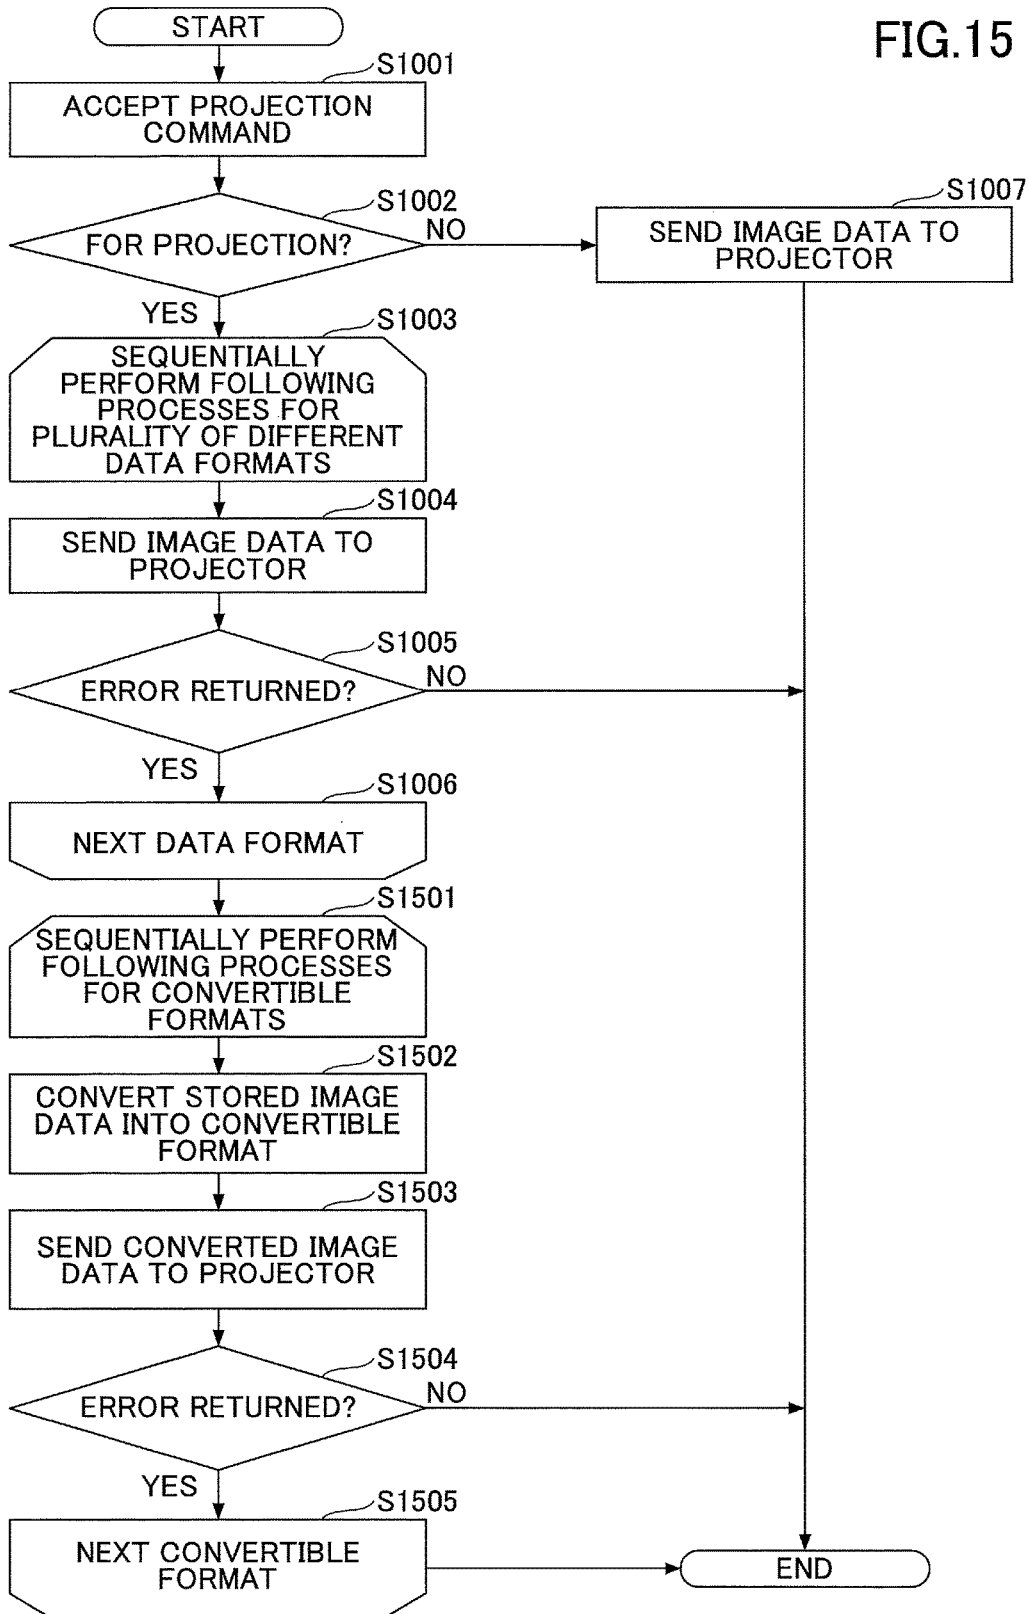 FIG.15
START
S1001
ACCEPT PROJECTION
COMMAND
S1002
FOR PROJECTION?
NO
YES
S1007
SEND IMAGE DATA TO
PROJECTOR
S1003
SEQUENTIALLY
PERFORM FOLLOWING
PROCESSES FOR
PLURALITY OF DIFFERENT
DATA FORMATS
S1004
SEND IMAGE DATA TO
PROJECTOR
S1005
ERROR RETURNED?
NO
YES
S1006
NEXT DATA FORMAT
S1501
SEQUENTIALLY PERFORM
FOLLOWING PROCESSES
FOR CONVERTIBLE
FORMATS
S1502
CONVERT STORED IMAGE
DATA INTO CONVERTIBLE
FORMAT
S1503
SEND CONVERTED IMAGE
DATA TO PROJECTOR
S1504
ERROR RETURNED?
NO
YES
S1505
NEXT CONVERTIBLE
FORMAT
END